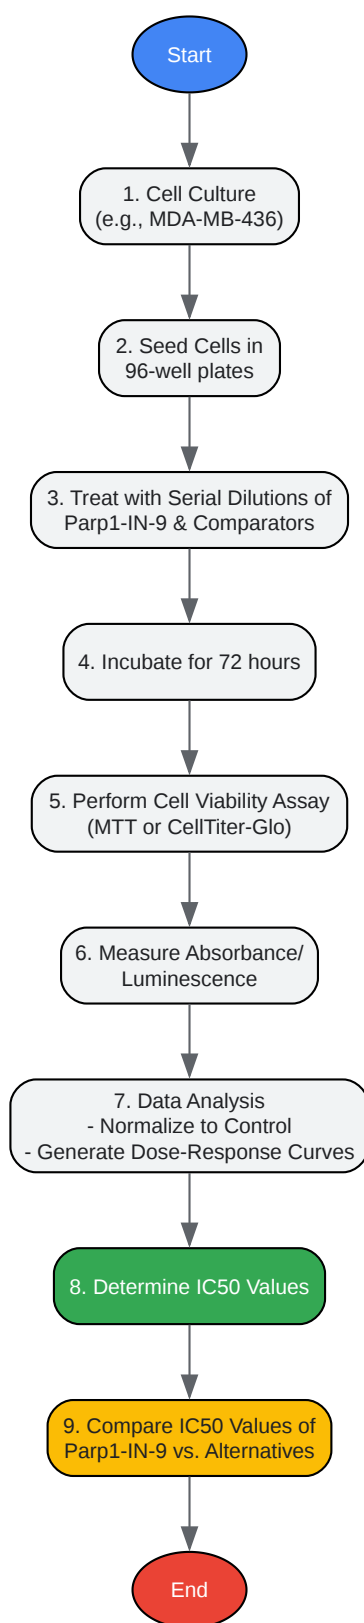 Start
1. Cell Culture
(e.g., MDA-MB-436)
2. Seed Cells in
96-well plates
3. Treat with Serial Dilutions of
Parp1-IN-9 & Comparators
4. Incubate for 72 hours
5. Perform Cell Viability Assay
(MTT or CellTiter-Glo)
6. Measure Absorbance/
Luminescence
7. Data Analysis
- Normalize to Control
- Generate Dose-Response Curves
8. Determine IC50 Values
9. Compare IC50 Values of
Parp1-IN-9 vs. Alternatives
End